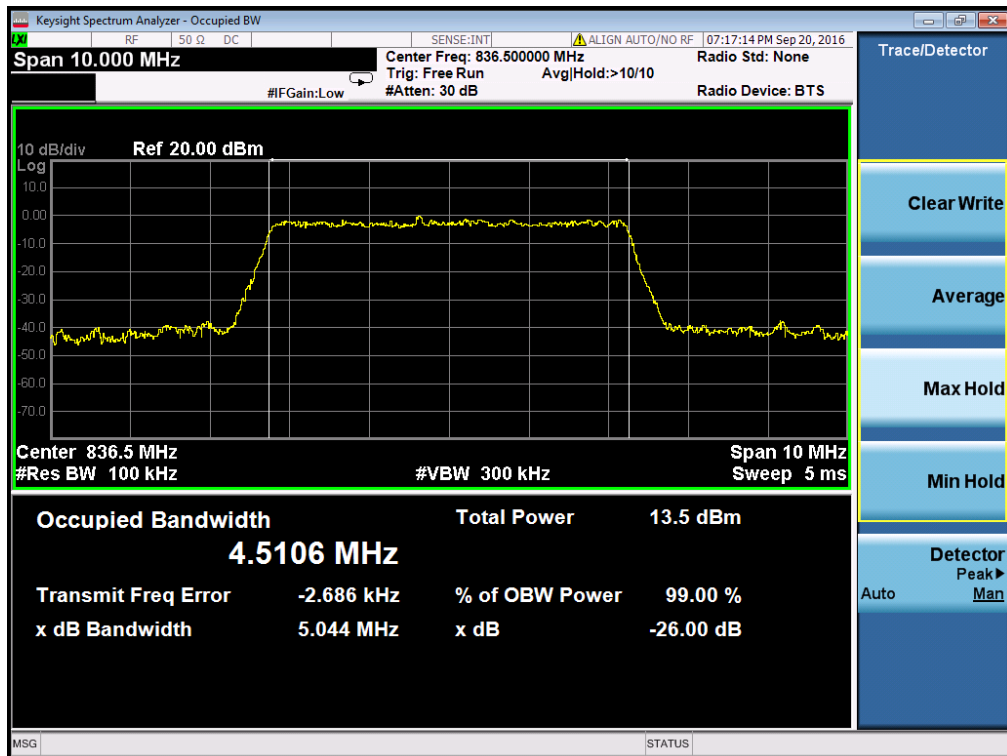 Keysight Spectrum Analyzer - Occupied BW
LXI RF 50 Ω DC SENSE:INT ALIGN AUTO/NO RF 07:17:14 PM Sep 20, 2016
Span 10.000 MHz
Center Freq: 836.500000 MHz Radio Std: None
Trig: Free Run Avg|Hold:>10/10
#IFGain:Low #Atten: 30 dB Radio Device: BTS
10 dB/div Ref 20.00 dBm
Log
10.0
0.00
-10.0
-20.0
-30.0
-40.0
-50.0
-60.0
-70.0
Center 836.5 MHz Span 10 MHz
#Res BW 100 kHz #VBW 300 kHz Sweep 5 ms
Occupied Bandwidth Total Power 13.5 dBm
4.5106 MHz
Transmit Freq Error -2.686 kHz % of OBW Power 99.00 %
x dB Bandwidth 5.044 MHz x dB -26.00 dB
MSG STATUS
Trace/Detector
Clear Write
Average
Max Hold
Min Hold
Detector
Peak▶
Auto Man